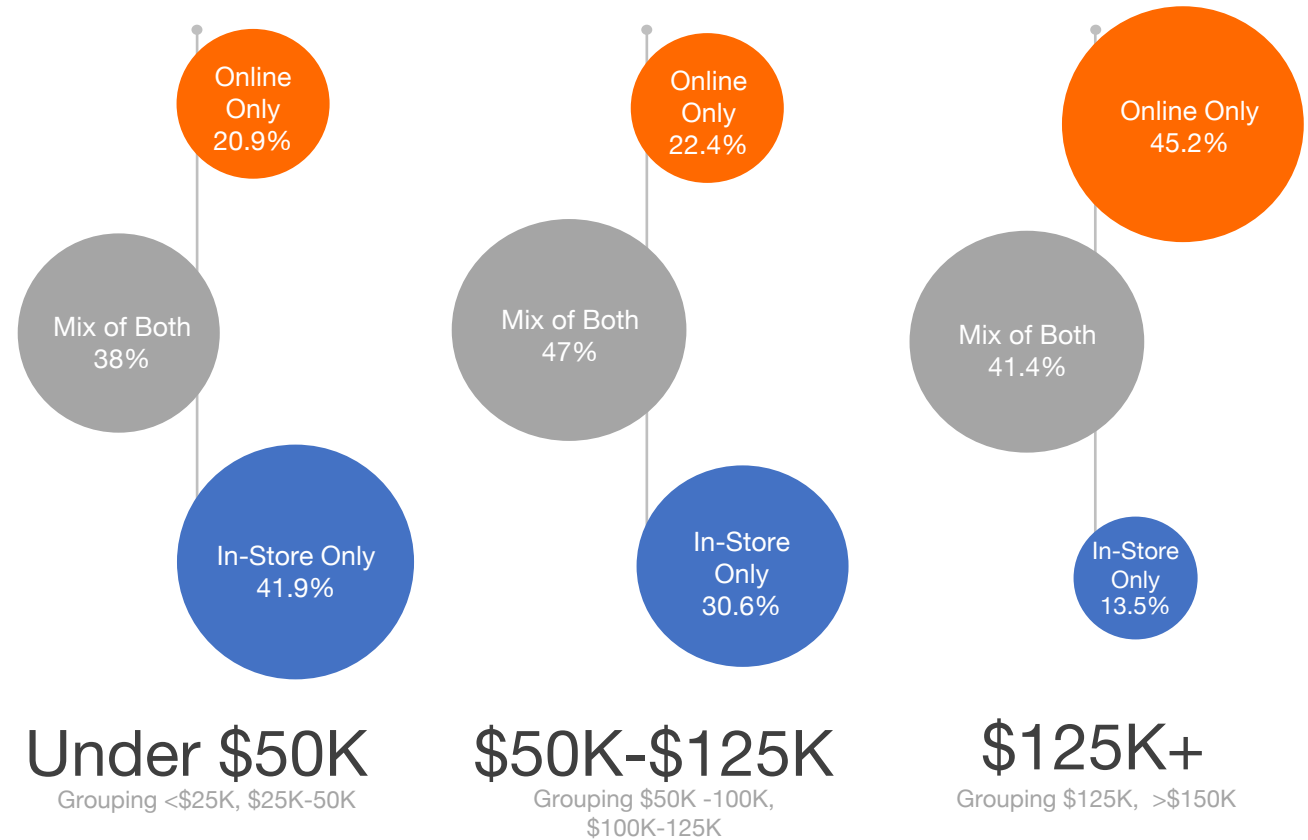 Online
Only
20.9%
Mix of Both
38%
In-Store Only
41.9%
Under $50K
Grouping <$25K, $25K-50K
Online
Only
22.4%
Mix of Both
47%
In-Store
Only
30.6%
$50K-$125K
Grouping $50K -100K,
$100K-125K
Online Only
45.2%
Mix of Both
41.4%
In-Store
Only
13.5%
$125K+
Grouping $125K,  >$150K